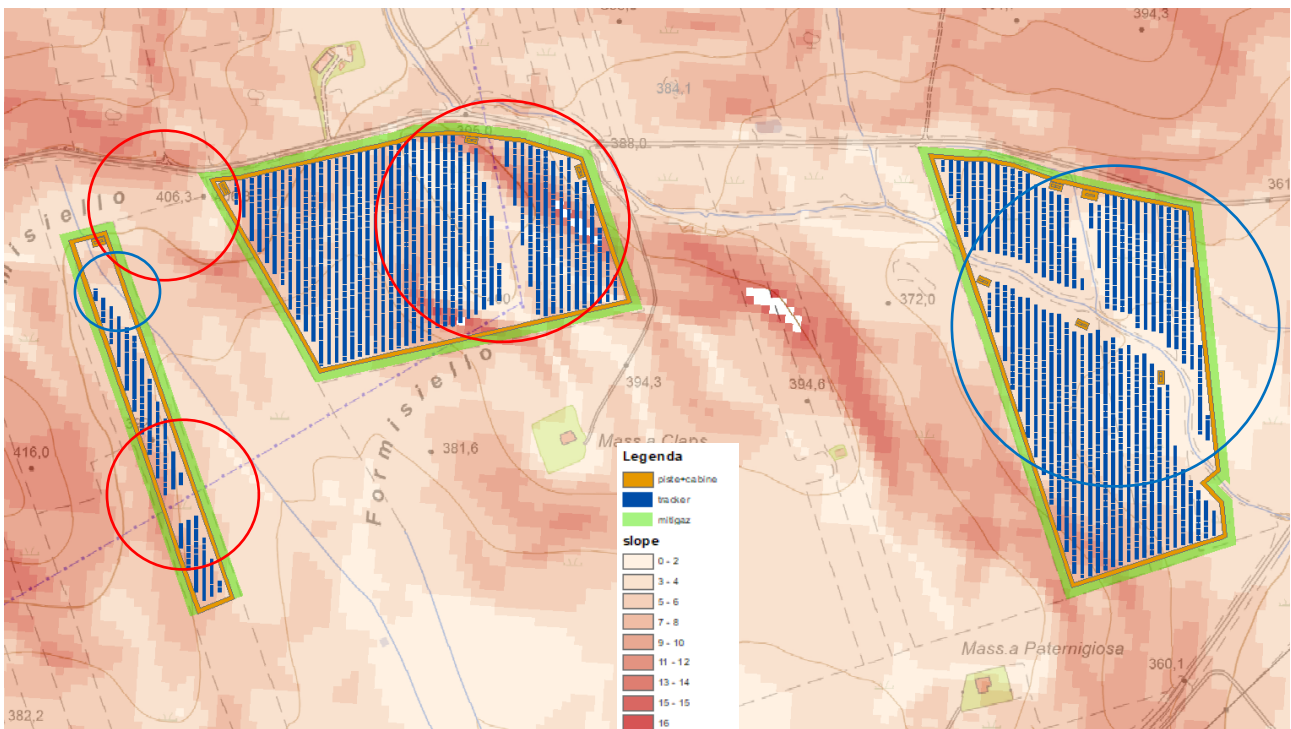 394,3
384,1
395,0
388,0
361
406,3
Formisiello
372,0
394,3
394,6
416,0
381,6
Mass.a Claps
Formisiello
Legenda
piste+cabine
tracker
mitigaz
slope
0 - 2
3 - 4
5 - 6
7 - 8
9 - 10
11 - 12
13 - 14
15 - 15
16
Mass.a Paternigiosa
360,1
382,2